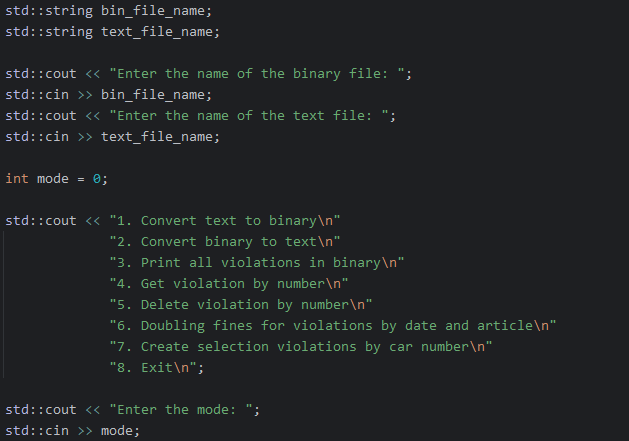 std::string bin_file_name;
std::string text_file_name;

std::cout << "Enter the name of the binary file: ";
std::cin >> bin_file_name;
std::cout << "Enter the name of the text file: ";
std::cin >> text_file_name;

int mode = 0;

std::cout << "1. Convert text to binary\n"
             "2. Convert binary to text\n"
             "3. Print all violations in binary\n"
             "4. Get violation by number\n"
             "5. Delete violation by number\n"
             "6. Doubling fines for violations by date and article\n"
             "7. Create selection violations by car number\n"
             "8. Exit\n";

std::cout << "Enter the mode: ";
std::cin >> mode;